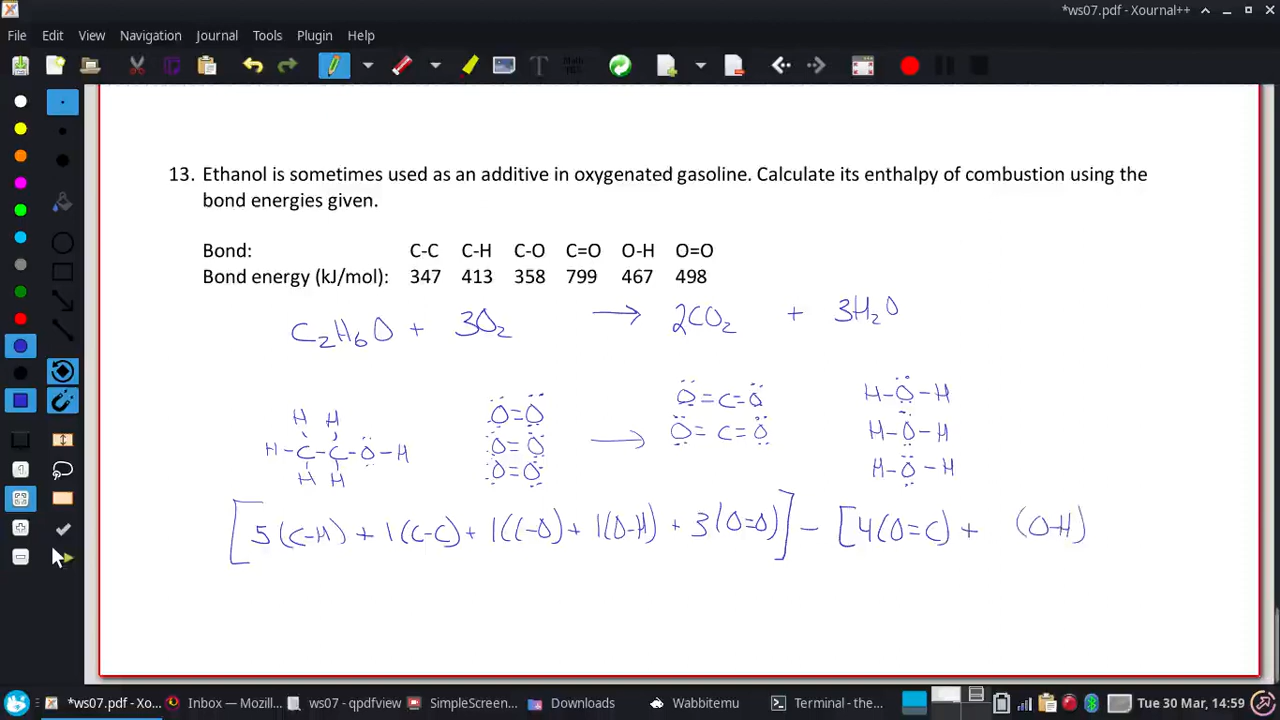 *ws07.pdf - Xournal++
File Edit View Navigation Journal Tools Plugin Help
13. Ethanol is sometimes used as an additive in oxygenated gasoline. Calculate its enthalpy of combustion using the
bond energies given.
Bond: C-C C-H C-O C=O O-H O=O
Bond energy (kJ/mol): 347 413 358 799 467 498
C₂H₆O + 3O₂ → 2CO₂ + 3H₂O
H H
H-C-C-O-H
H H
O=O
O=O
O=O
→
O=C=O
O=C=O
H-O-H
H-O-H
H-O-H
[5(C-H) + 1(C-C) + 1(C-O) + 1(O-H) + 3(O=O)] - [4(O=C) + (O-H)
*ws07.pdf - Xo... Inbox — Mozill... ws07 - qpdfview SimpleScreen... Downloads Wabbitemu Terminal - the... Tue 30 Mar, 14:59